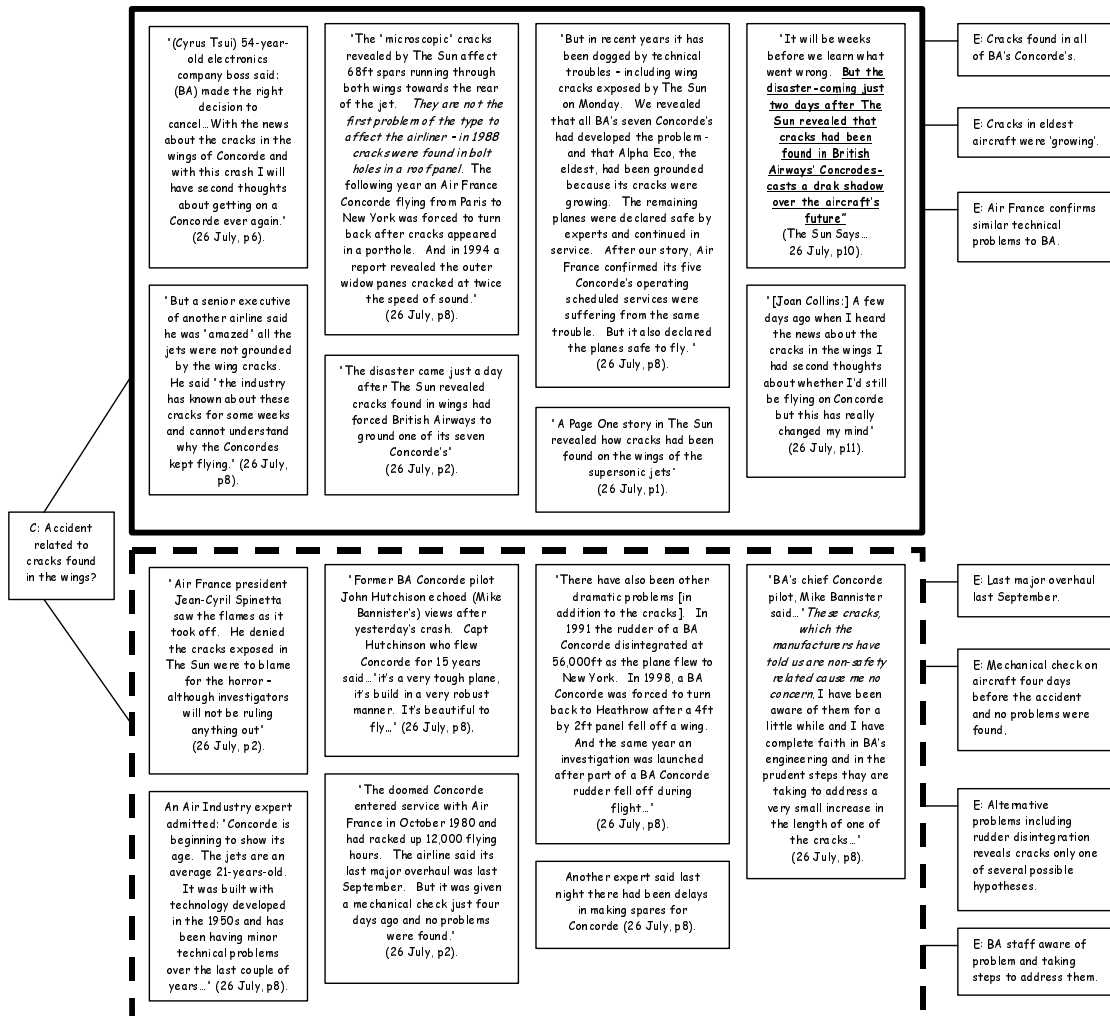 "(Cyrus Tsui) 54-year-
old electronics
company boss said:
(BA) made the right
decision to
cancel…With the news
about the cracks in the
wings of Concorde and
with this crash I will
have second thoughts
about getting on a
Concorde ever again."
(26 July, p6).
"But a senior executive
of another airline said
he was 'amazed' all the
jets were not grounded
by the wing cracks.
He said 'the industry
has known about these
cracks for some weeks
and cannot understand
why the Concordes
kept flying." (26 July,
p8).
"The 'microscopic' cracks
revealed by The Sun affect
68ft spars running through
both wings towards the rear
of the jet. They are not the
first problem of the type to
affect the airliner – in 1988
cracks were found in bolt
holes in a roof panel. The
following year an Air France
Concorde flying from Paris to
New York was forced to turn
back after cracks appeared
in a porthole. And in 1994 a
report revealed the outer
widow panes cracked at twice
the speed of sound."
(26 July, p8).
"The disaster came just a day
after The Sun revealed
cracks found in wings had
forced British Airways to
ground one of its seven
Concorde's"
(26 July, p2).
"But in recent years it has
been dogged by technical
troubles – including wing
cracks exposed by The Sun
on Monday. We revealed
that all BA's seven Concorde's
had developed the problem -
and that Alpha Eco, the
eldest, had been grounded
because its cracks were
growing. The remaining
planes were declared safe by
experts and continued in
service. After our story, Air
France confirmed its five
Concorde's operating
scheduled services were
suffering from the same
trouble. But it also declared
the planes safe to fly. "
(26 July, p8).
"A Page One story in The Sun
revealed how cracks had been
found on the wings of the
supersonic jets"
(26 July, p1).
"It will be weeks
before we learn what
went wrong. But the
disaster-coming just
two days after The
Sun revealed that
cracks had been
found in British
Airways' Concrodes-
casts a drak shadow
over the aircraft's
future"
(The Sun Says…
26 July, p10).
"[Joan Collins:] A few
days ago when I heard
the news about the
cracks in the wings I
had second thoughts
about whether I'd still
be flying on Concorde
but this has really
changed my mind"
(26 July, p11).
E: Cracks found in all
of BA's Concorde's.
E: Cracks in eldest
aircraft were 'growing'.
E: Air France confirms
similar technical
problems to BA.
C: Accident
related to
cracks found
in the wings?
"Air France president
Jean-Cyril Spinetta
saw the flames as it
took off. He denied
the cracks exposed in
The Sun were to blame
for the horror –
although investigators
will not be ruling
anything out"
(26 July, p2).
An Air Industry expert
admitted: "Concorde is
beginning to show its
age. The jets are an
average 21-years-old.
It was built with
technology developed
in the 1950s and has
been having minor
technical problems
over the last couple of
years…" (26 July, p8).
"Former BA Concorde pilot
John Hutchison echoed (Mike
Bannister's) views after
yesterday's crash. Capt
Hutchinson who flew
Concorde for 15 years
said…'it's a very tough plane,
it's build in a very robust
manner. It's beautiful to
fly…" (26 July, p8).
"The doomed Concorde
entered service with Air
France in October 1980 and
had racked up 12,000 flying
hours. The airline said its
last major overhaul was last
September. But it was given
a mechanical check just four
days ago and no problems
were found."
(26 July, p2).
"There have also been other
dramatic problems [in
addition to the cracks]. In
1991 the rudder of a BA
Concorde disintegrated at
56,000ft as the plane flew to
New York. In 1998, a BA
Concorde was forced to turn
back to Heathrow after a 4ft
by 2ft panel fell off a wing.
And the same year an
investigation was launched
after part of a BA Concorde
rudder fell off during
flight…"
(26 July, p8).
Another expert said last
night there had been delays
in making spares for
Concorde (26 July, p8).
"BA's chief Concorde
pilot, Mike Bannister
said…"These cracks,
which the
manufacturers have
told us are non-safety
related cause me no
concern, I have been
aware of them for a
little while and I have
complete faith in BA's
engineering and in the
prudent steps thay are
taking to address a
very small increase in
the length of one of
the cracks…"
(26 July, p8).
E: Last major overhaul
last September.
E: Mechanical check on
aircraft four days
before the accident
and no problems were
found,
E: Alternative
problems including
rudder disintegration
reveals cracks only one
of several possible
hypotheses.
E: BA staff aware of
problem and taking
steps to address them.